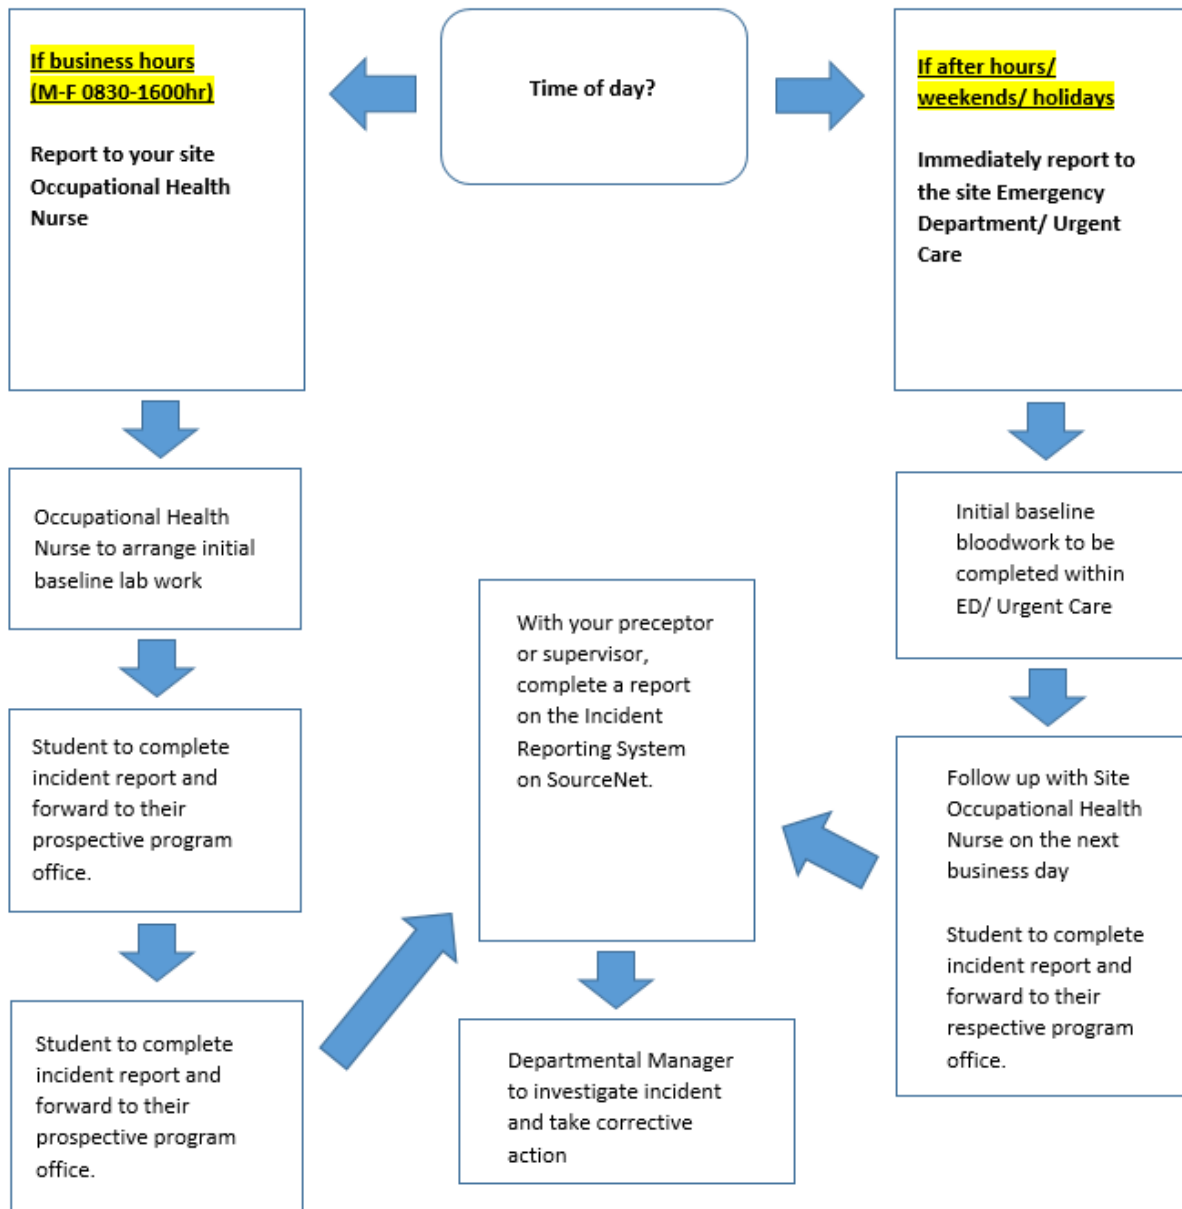 Time of day?
If business hours
(M-F 0830-1600hr)
Report to your site
Occupational Health
Nurse
If after hours/
weekends/ holidays
Immediately report to
the site Emergency
Department/ Urgent
Care
Occupational Health
Nurse to arrange initial
baseline lab work
Student to complete
incident report and
forward to their
prospective program
office.
Student to complete
incident report and
forward to their
prospective program
office.
Initial baseline
bloodwork to be
completed within
ED/ Urgent Care
Follow up with Site
Occupational Health
Nurse on the next
business day
Student to complete
incident report and
forward to their
respective program
office.
With your preceptor
or supervisor,
complete a report
on the Incident
Reporting System
on SourceNet.
Departmental Manager
to investigate incident
and take corrective
action